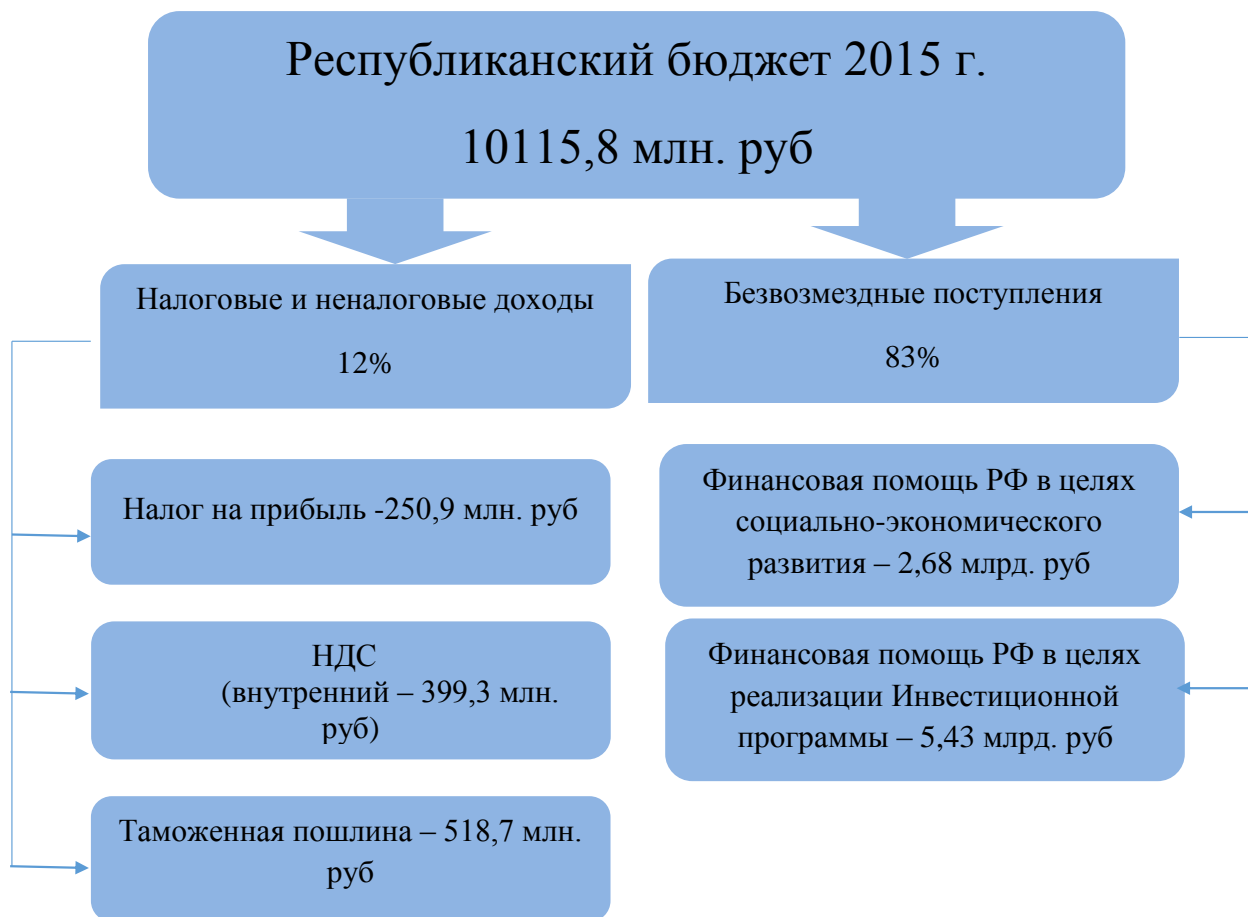 Республиканский бюджет 2015 г.
10115,8 млн. руб
Налоговые и неналоговые доходы
12%
Безвозмездные поступления
83%
Налог на прибыль -250,9 млн. руб
НДС
(внутренний – 399,3 млн.
руб)
Таможенная пошлина – 518,7 млн.
руб
Финансовая помощь РФ в целях
социально-экономического
развития – 2,68 млрд. руб
Финансовая помощь РФ в целях
реализации Инвестиционной
программы – 5,43 млрд. руб